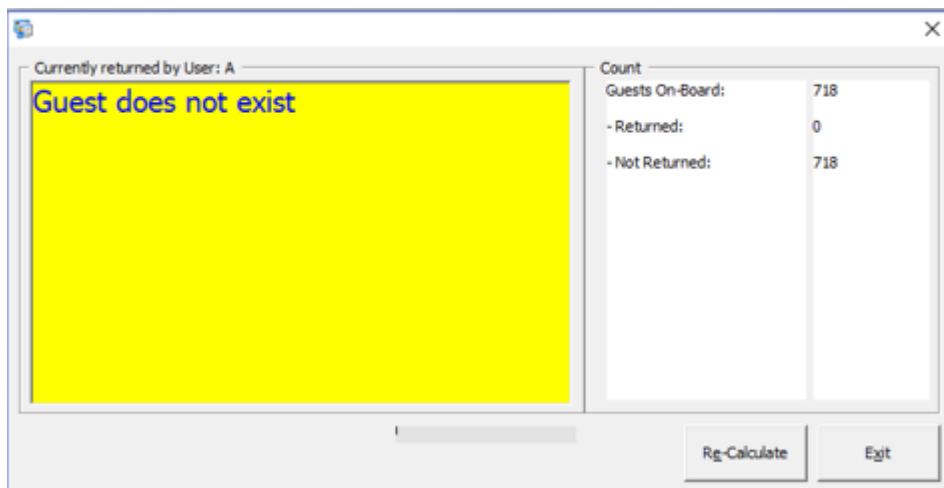 Currently returned by User: A
Guest does not exist
Count
Guests On-Board: 718
- Returned: 0
- Not Returned: 718
Re-Calculate
Exit